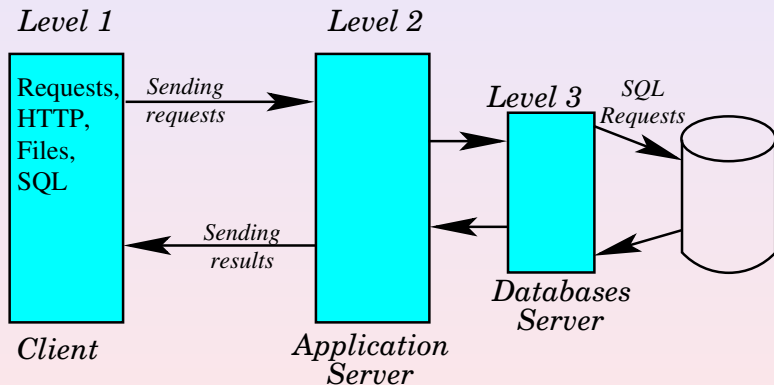 Level 1
Level 2
Level 3
Requests,
HTTP,
Files,
SQL
Sending
requests
SQL
Requests
Sending
results
Client
Application
Server
Databases
Server